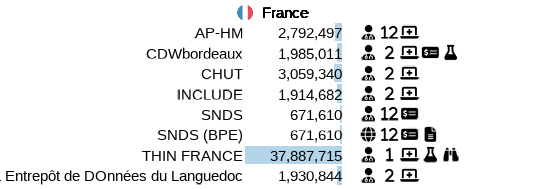 France
AP-HM 2,792,497 12
CDWbordeaux 1,985,011 2
CHUT 3,059,340 2
INCLUDE 1,914,682 2
SNDS 671,610 12
SNDS (BPE) 671,610 12
THIN FRANCE 37,887,715 1
Entrepôt de DOnnées du Languedoc 1,930,844 2